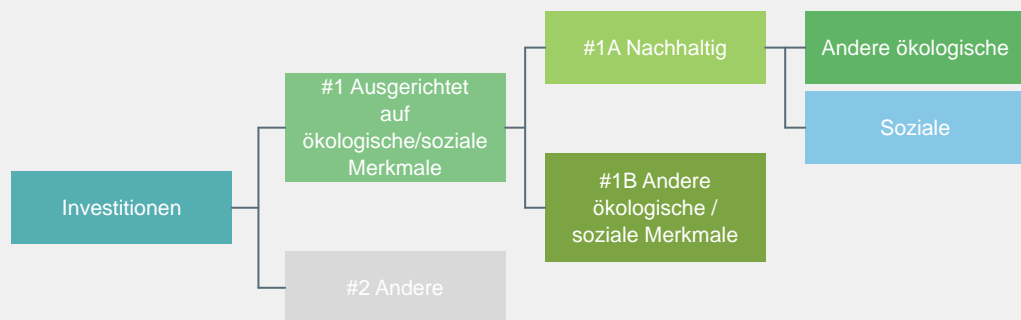 Investitionen
#1 Ausgerichtet
auf
ökologische/soziale
Merkmale
#2 Andere
#1A Nachhaltig
#1B Andere
ökologische /
soziale Merkmale
Andere ökologische
Soziale